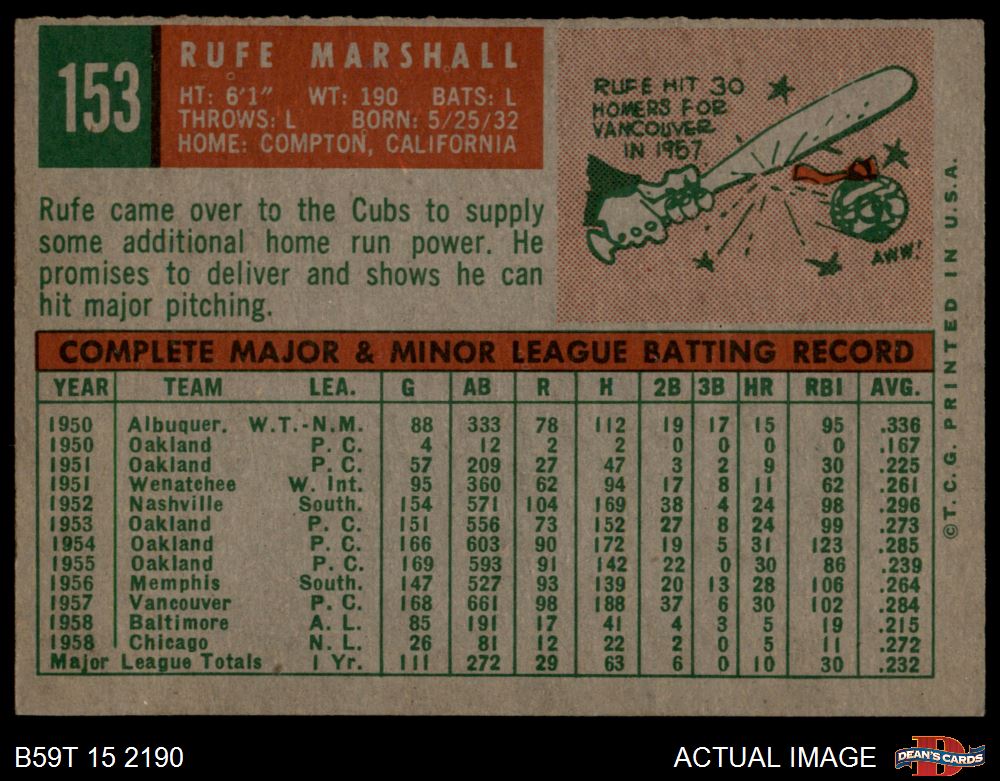 153
RUFE MARSHALL
HT: 6'1" WT: 190 BATS: L
THROWS: L BORN: 5/25/32
HOME: COMPTON, CALIFORNIA
RUFE HIT 30
HOMERS FOR
VANCOUVER
IN 1957
AWW!
Rufe came over to the Cubs to supply
some additional home run power. He
promises to deliver and shows he can
hit major pitching.
COMPLETE MAJOR & MINOR LEAGUE BATTING RECORD
YEAR TEAM LEA. G AB R H 2B 3B HR RBI AVG.
1950 Albuquer. W.T.-N.M. 88 333 78 112 19 17 15 95 .336
1950 Oakland P. C. 4 12 2 2 0 0 0 0 .167
1951 Oakland P. C. 57 209 27 47 3 2 9 30 .225
1951 Wenatchee W. Int. 95 360 62 94 17 8 11 62 .261
1952 Nashville South. 154 571 104 169 38 4 24 98 .296
1953 Oakland P. C. 151 556 73 152 27 8 24 99 .273
1954 Oakland P. C. 166 603 90 172 19 5 31 123 .285
1955 Oakland P. C. 169 593 91 142 22 0 30 86 .239
1956 Memphis South. 147 527 93 139 20 13 28 106 .264
1957 Vancouver P. C. 168 661 98 188 37 6 30 102 .284
1958 Baltimore A. L. 85 191 17 41 4 3 5 19 .215
1958 Chicago N. L. 26 81 12 22 2 0 5 11 .272
Major League Totals 1 Yr. 111 272 29 63 6 0 10 30 .232
©T.C.G. PRINTED IN U.S.A.
B59T 15 2190
ACTUAL IMAGE
D
DEAN'S CARDS